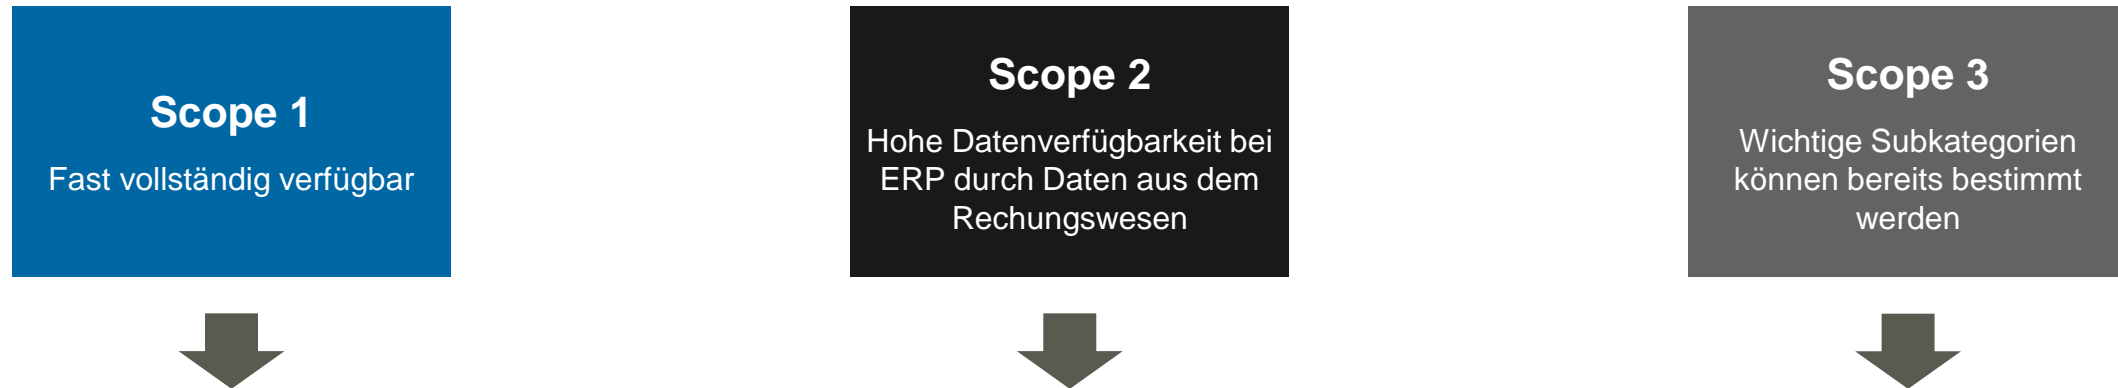 Scope 1
Fast vollständig verfügbar
Scope 2
Hohe Datenverfügbarkeit bei
ERP durch Daten aus dem
Rechungswesen
Scope 3
Wichtige Subkategorien
können bereits bestimmt
werden